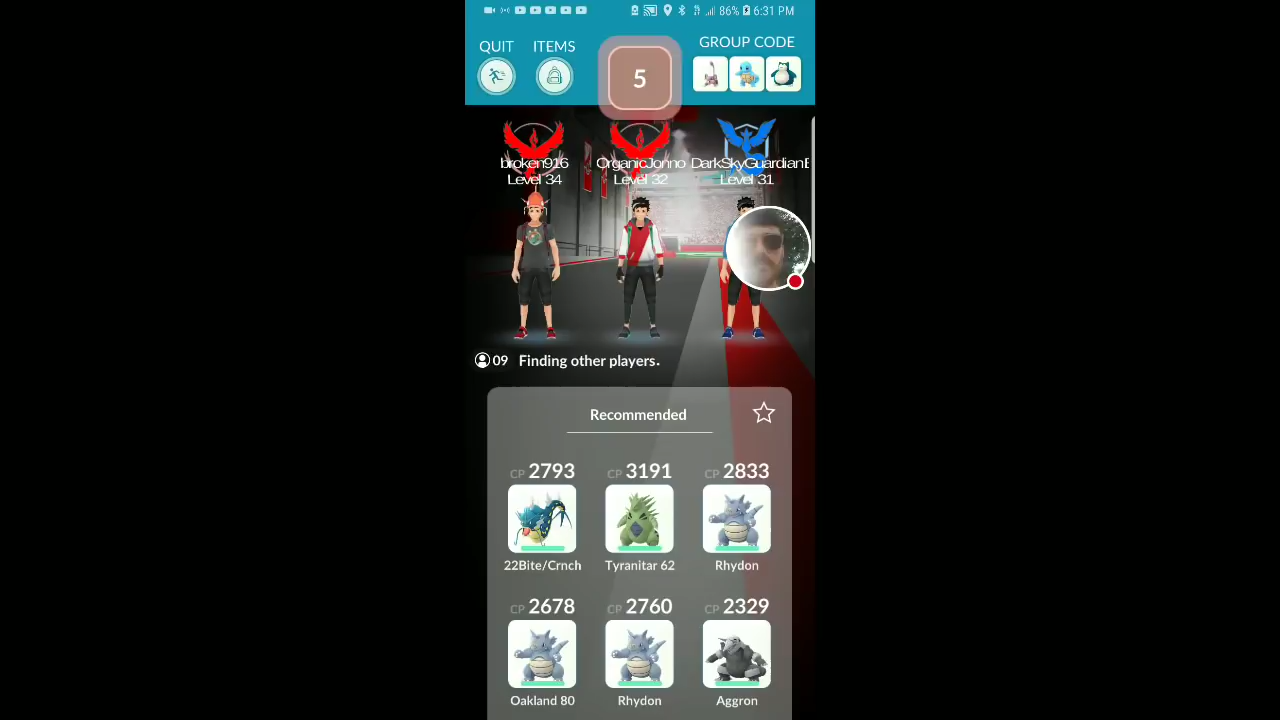 86% 6:31 PM
QUIT ITEMS 5 GROUP CODE
broken916 OrganicJonno DarkSkyGuardianB
Level 34 Level 32 Level 31
09 Finding other players.
Recommended
CP 2793 CP 3191 CP 2833
22Bite/Crnch Tyranitar 62 Rhydon
CP 2678 CP 2760 CP 2329
Oakland 80 Rhydon Aggron